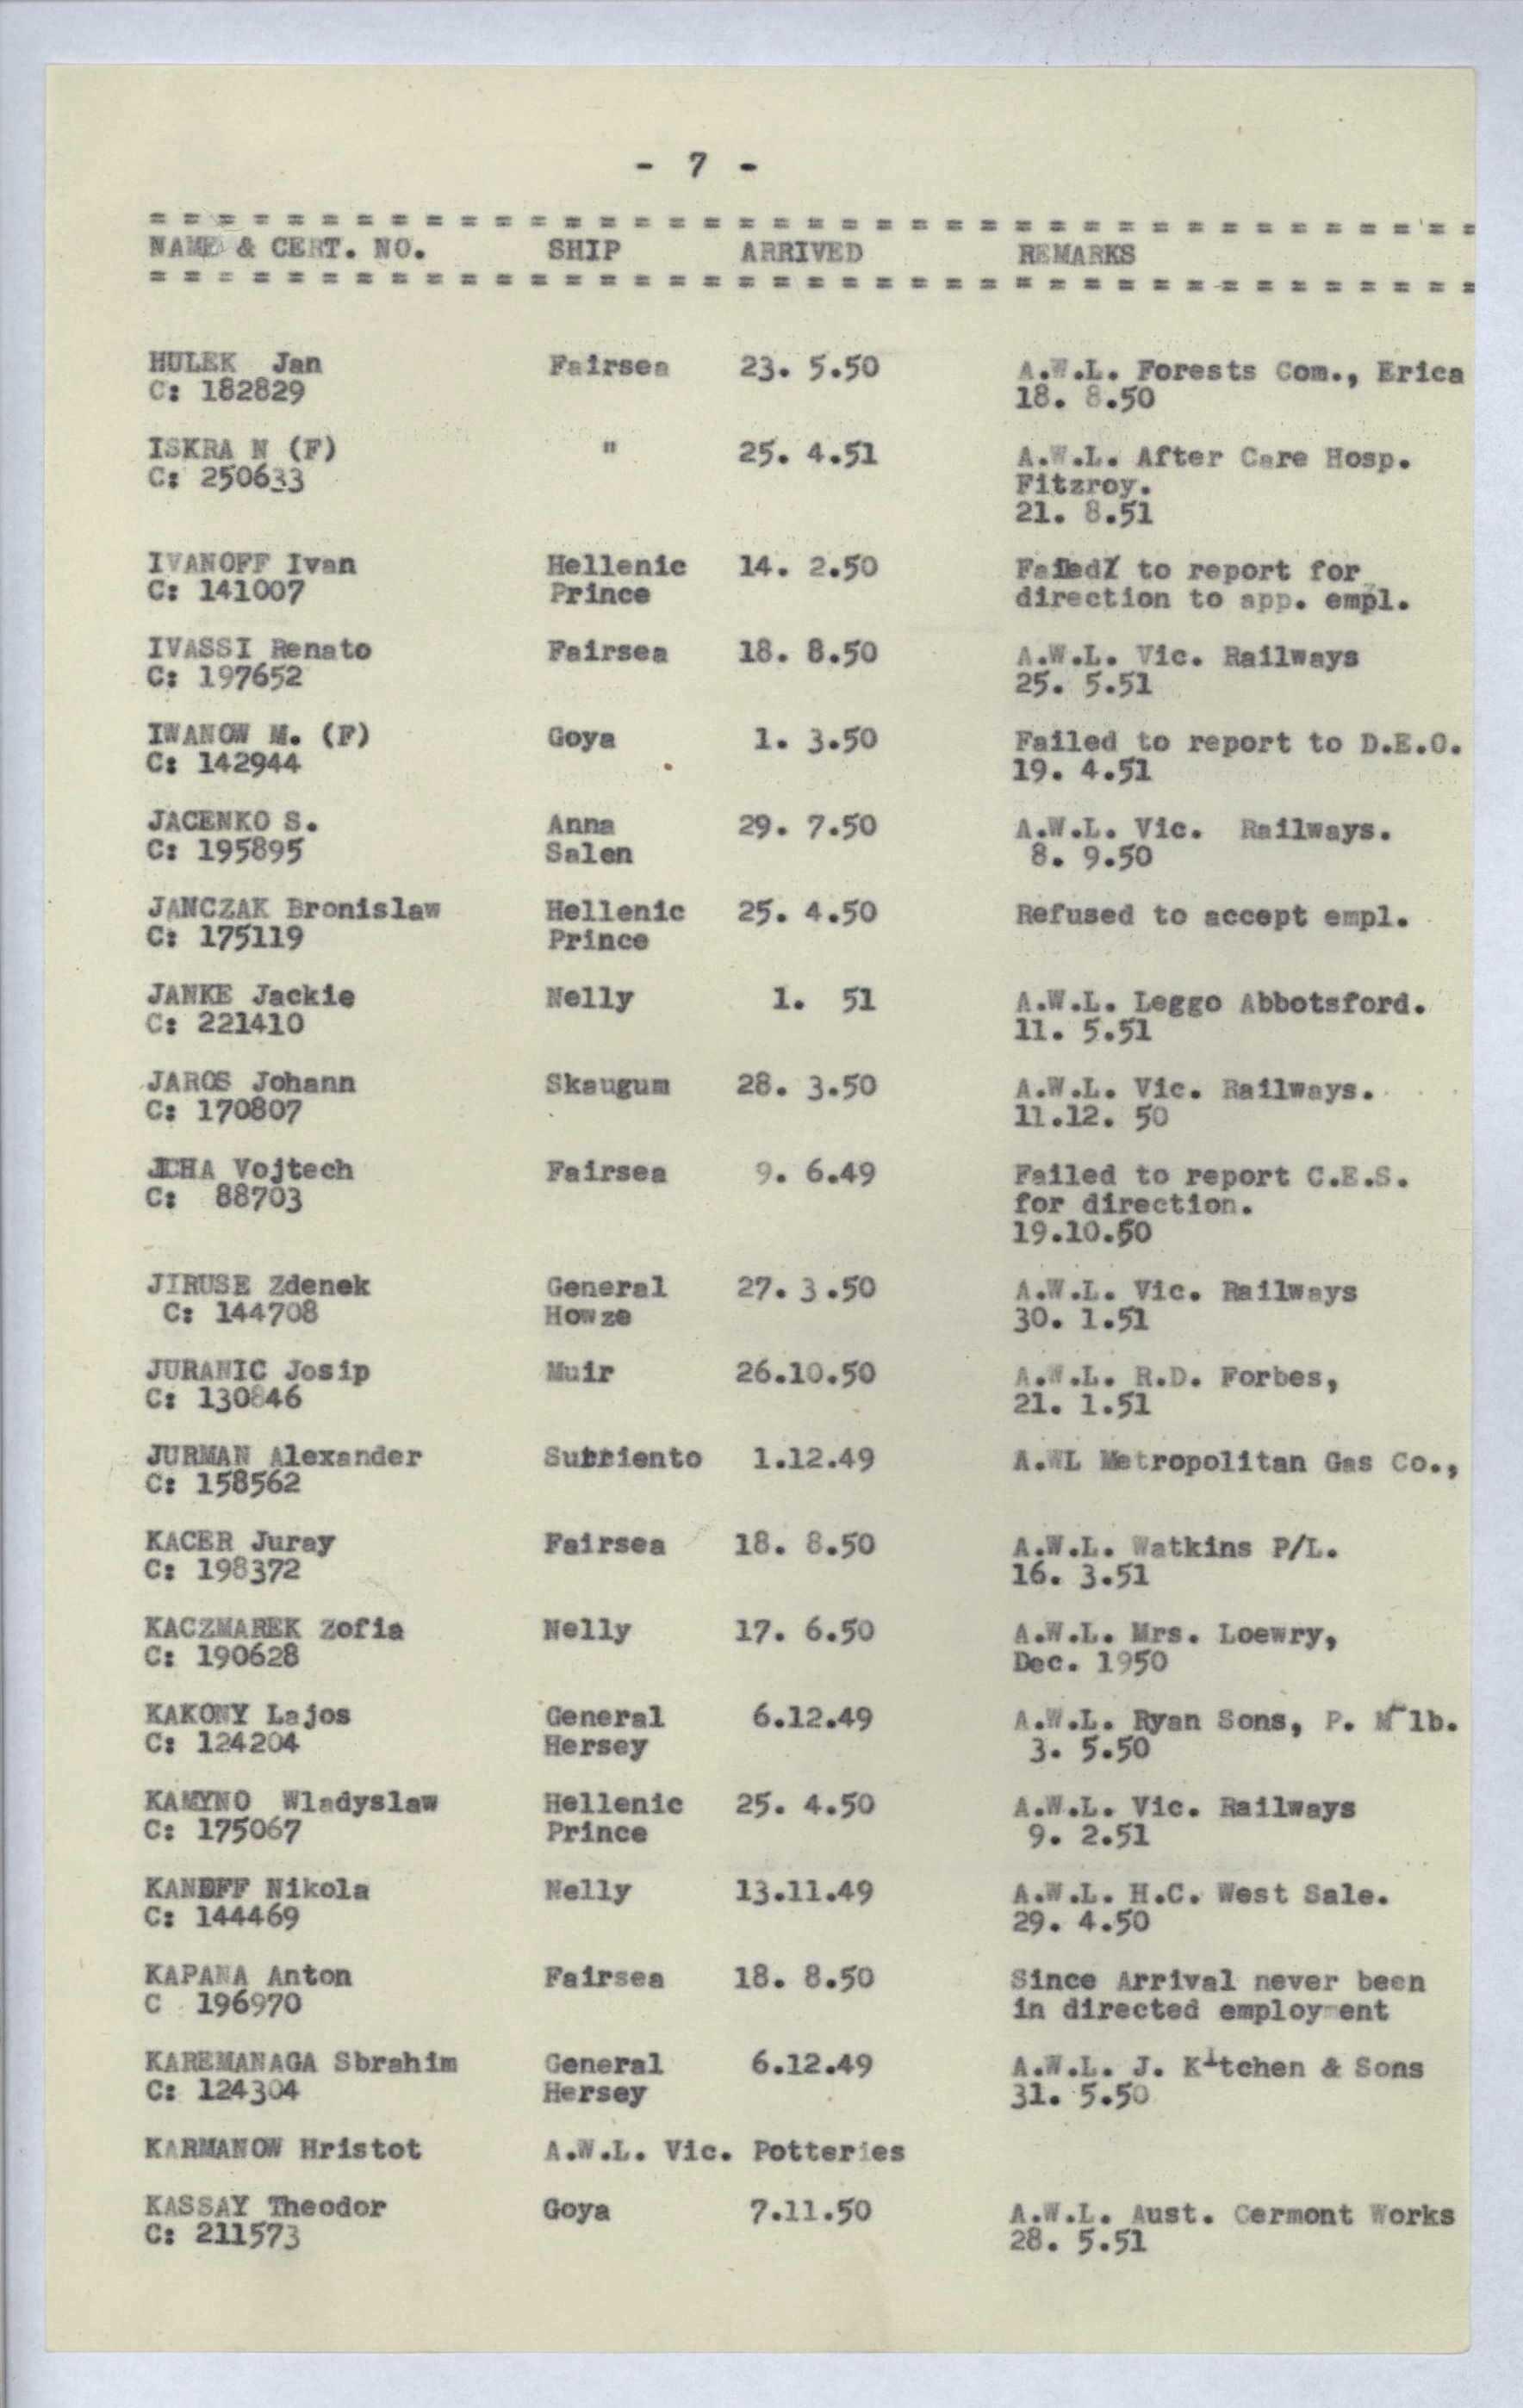 - 7 -
= = = = = = = = = = = = = = = = = = = = = = = = = = = = = = = = = = = = = = =
NAME & CERT. NO. SHIP ARRIVED REMARKS
= = = = = = = = = = = = = = = = = = = = = = = = = = = = = = = = = = = = = = =
HULEK Jan Fairsea 23. 5.50 A.W.L. Forests Com., Erica
C: 182829 18. 8.50
ISKRA N (F) " 25. 4.51 A.W.L. After Care Hosp.
C: 250633 Fitzroy.
21. 8.51
IVANOFF Ivan Hellenic 14. 2.50 Failed to report for
C: 141007 Prince direction to app. empl.
IVASSI Renato Fairsea 18. 8.50 A.W.L. Vic. Railways
C: 197652 25. 5.51
IWANOW M. (F) Goya 1. 3.50 Failed to report to D.E.O.
C: 142944 19. 4.51
JACENKO S. Anna 29. 7.50 A.W.L. Vic. Railways.
C: 195895 Salen 8. 9.50
JANCZAK Bronislaw Hellenic 25. 4.50 Refused to accept empl.
C: 175119 Prince
JANKE Jackie Nelly 1. 51 A.W.L. Leggo Abbotsford.
C: 221410 11. 5.51
JAROS Johann Skaugum 28. 3.50 A.W.L. Vic. Railways.
C: 170807 11.12. 50
JICHA Vojtech Fairsea 9. 6.49 Failed to report C.E.S.
C: 88703 for direction.
19.10.50
JIRUSE Zdenek General 27. 3.50 A.W.L. Vic. Railways
C: 144708 Howze 30. 1.51
JURANIC Josip Muir 26.10.50 A.W.L. R.D. Forbes,
C: 130846 21. 1.51
JURMAN Alexander Surriento 1.12.49 A.WL Metropolitan Gas Co.,
C: 158562
KACER Juray Fairsea 18. 8.50 A.W.L. Watkins P/L.
C: 198372 16. 3.51
KACZMAREK Zofia Nelly 17. 6.50 A.W.L. Mrs. Loewry,
C: 190628 Dec. 1950
KAKONY Lajos General 6.12.49 A.W.L. Ryan Sons, P. Mlb.
C: 124204 Hersey 3. 5.50
KAMYNO Wladyslaw Hellenic 25. 4.50 A.W.L. Vic. Railways
C: 175067 Prince 9. 2.51
KANEFF Nikola Nelly 13.11.49 A.W.L. H.C. West Sale.
C: 144469 29. 4.50
KAPANA Anton Fairsea 18. 8.50 Since Arrival never been
C 196970 in directed employment
KAREMANAGA Sbrahim General 6.12.49 A.W.L. J. Kitchen & Sons
C: 124304 Hersey 31. 5.50
KARMANOW Hristot A.W.L. Vic. Potteries
KASSAY Theodor Goya 7.11.50 A.W.L. Aust. Cermont Works
C: 211573 28. 5.51